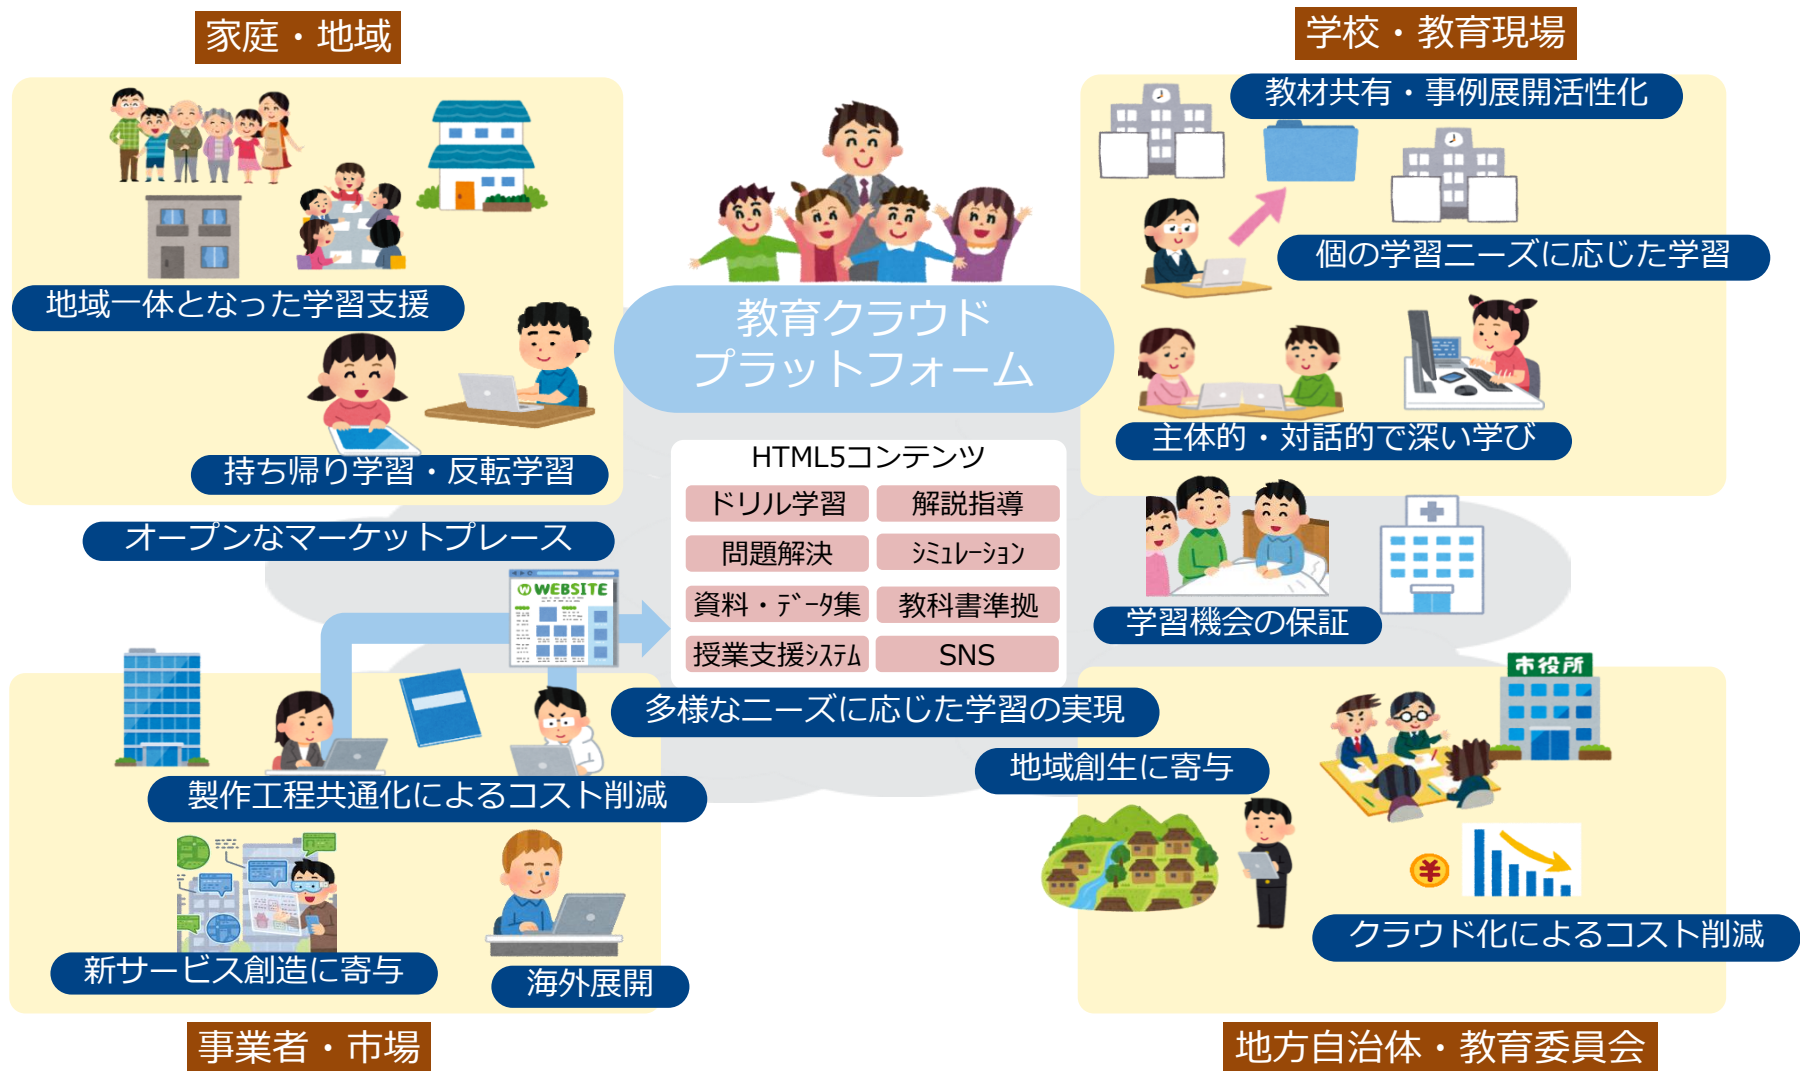 家庭・地域
学校・教育現場
教材共有・事例展開活性化
個の学習ニーズに応じた学習
地域一体となった学習支援
教育クラウド
プラットフォーム
主体的・対話的で深い学び
持ち帰り学習・反転学習
HTML5コンテンツ
ドリル学習
解説指導
問題解決
ｼﾐｭﾚｰｼｮﾝ
資料・ﾃﾞｰﾀ集
教科書準拠
授業支援ｼｽﾃﾑ
SNS
オープンなマーケットプレース
WEBSITE
学習機会の保証
市役所
多様なニーズに応じた学習の実現
地域創生に寄与
製作工程共通化によるコスト削減
クラウド化によるコスト削減
新サービス創造に寄与
海外展開
事業者・市場
地方自治体・教育委員会